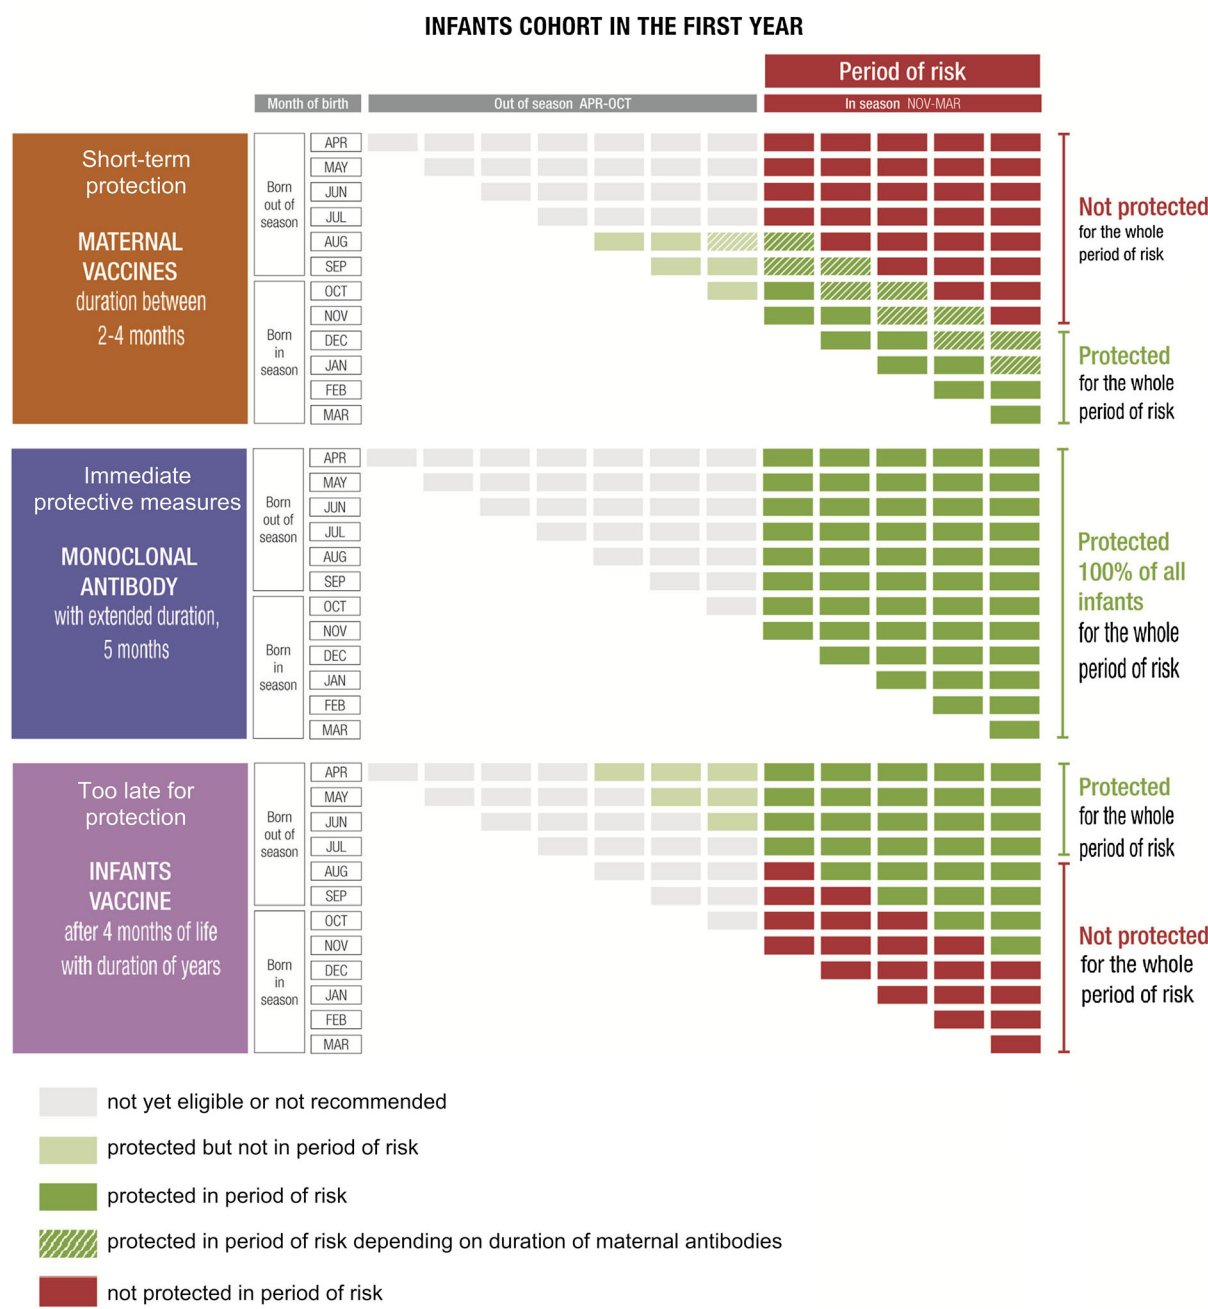 INFANTS COHORT IN THE FIRST YEAR
Period of risk
Month of birth
Out of season APR-OCT
In season NOV-MAR
Short-term
protection
MATERNAL
VACCINES
duration between
2-4 months
Born
out of
season
Born
in
season
APR
MAY
JUN
JUL
AUG
SEP
OCT
NOV
DEC
JAN
FEB
MAR
Not protected
for the whole
period of risk
Protected
for the whole
period of risk
Immediate
protective measures
MONOCLONAL
ANTIBODY
with extended duration,
5 months
Born
out of
season
Born
in
season
APR
MAY
JUN
JUL
AUG
SEP
OCT
NOV
DEC
JAN
FEB
MAR
Protected
100% of all
infants
for the whole
period of risk
Too late for
protection
INFANTS
VACCINE
after 4 months of life
with duration of years
Born
out of
season
Born
in
season
APR
MAY
JUN
JUL
AUG
SEP
OCT
NOV
DEC
JAN
FEB
MAR
Protected
for the whole
period of risk
Not protected
for the whole
period of risk
not yet eligible or not recommended
protected but not in period of risk
protected in period of risk
protected in period of risk depending on duration of maternal antibodies
not protected in period of risk